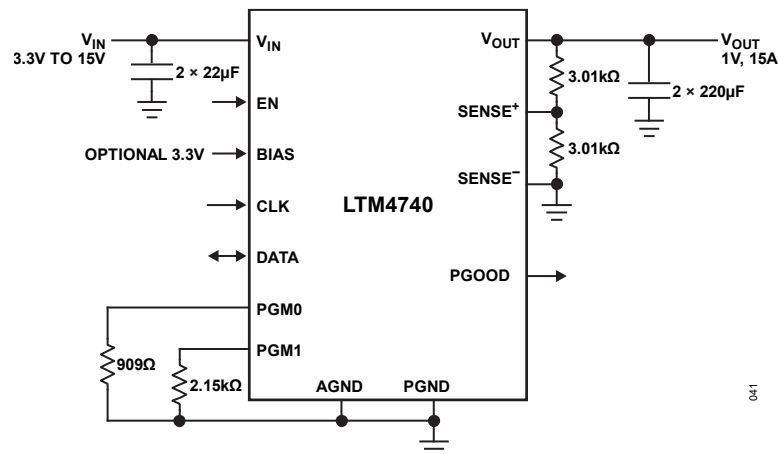 VIN
3.3V TO 15V
2 × 22µF
VIN
EN
OPTIONAL 3.3V
BIAS
CLK
DATA
PGM0
PGM1
909Ω
2.15kΩ
LTM4740
AGND
PGND
VOUT
SENSE+
SENSE−
PGOOD
3.01kΩ
3.01kΩ
2 × 220µF
VOUT
1V, 15A
041